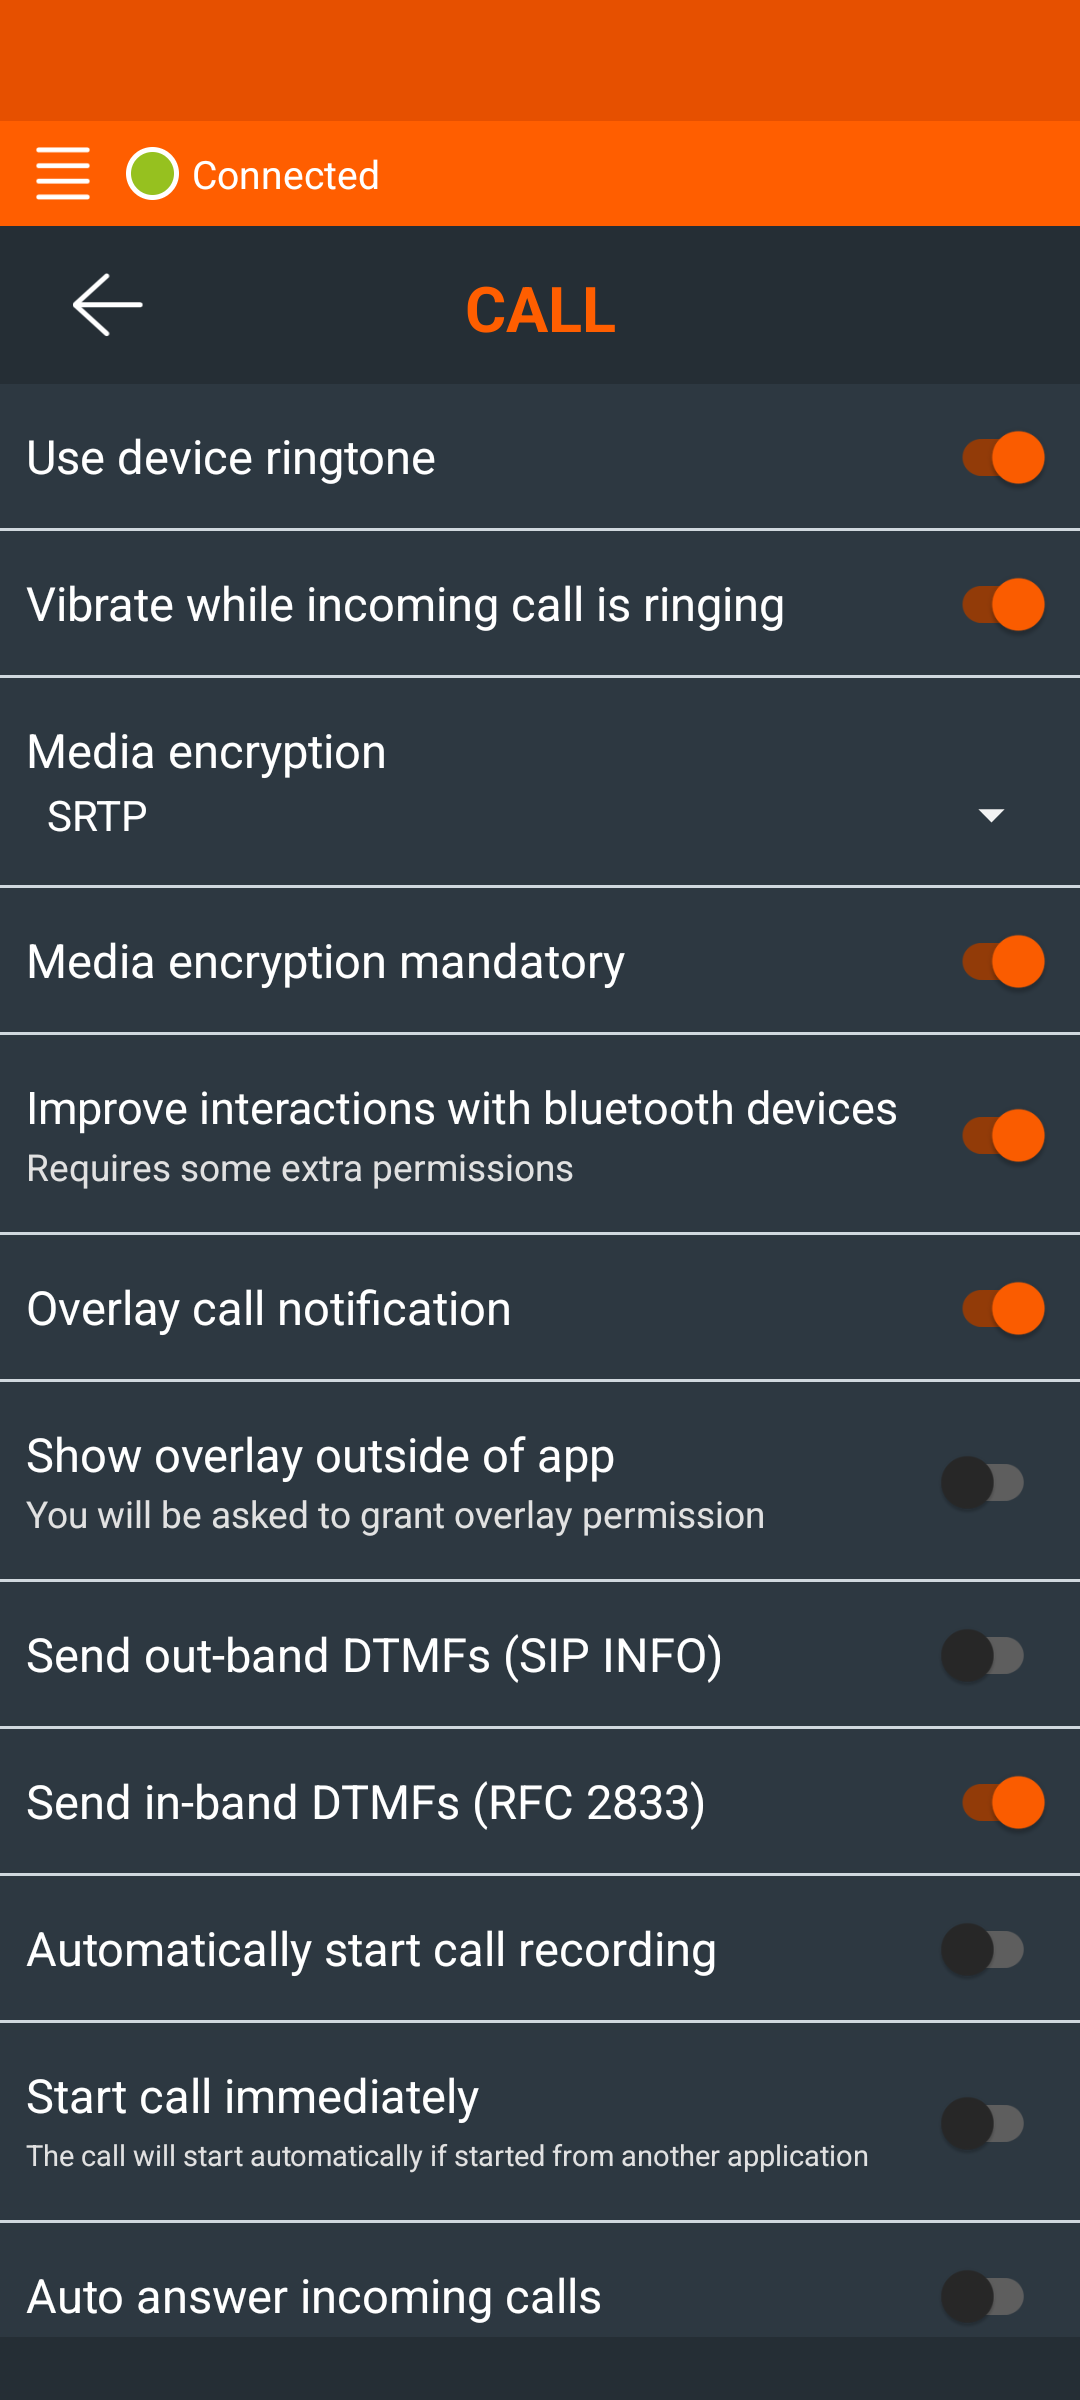 Connected
CALL
Use device ringtone
Vibrate while incoming call is ringing
Media encryption
SRTP
Media encryption mandatory
Improve interactions with bluetooth devices
Requires some extra permissions
Overlay call notification
Show overlay outside of app
You will be asked to grant overlay permission
Send out-band DTMFs (SIP INFO)
Send in-band DTMFs (RFC 2833)
Automatically start call recording
Start call immediately
The call will start automatically if started from another application
Auto answer incoming calls